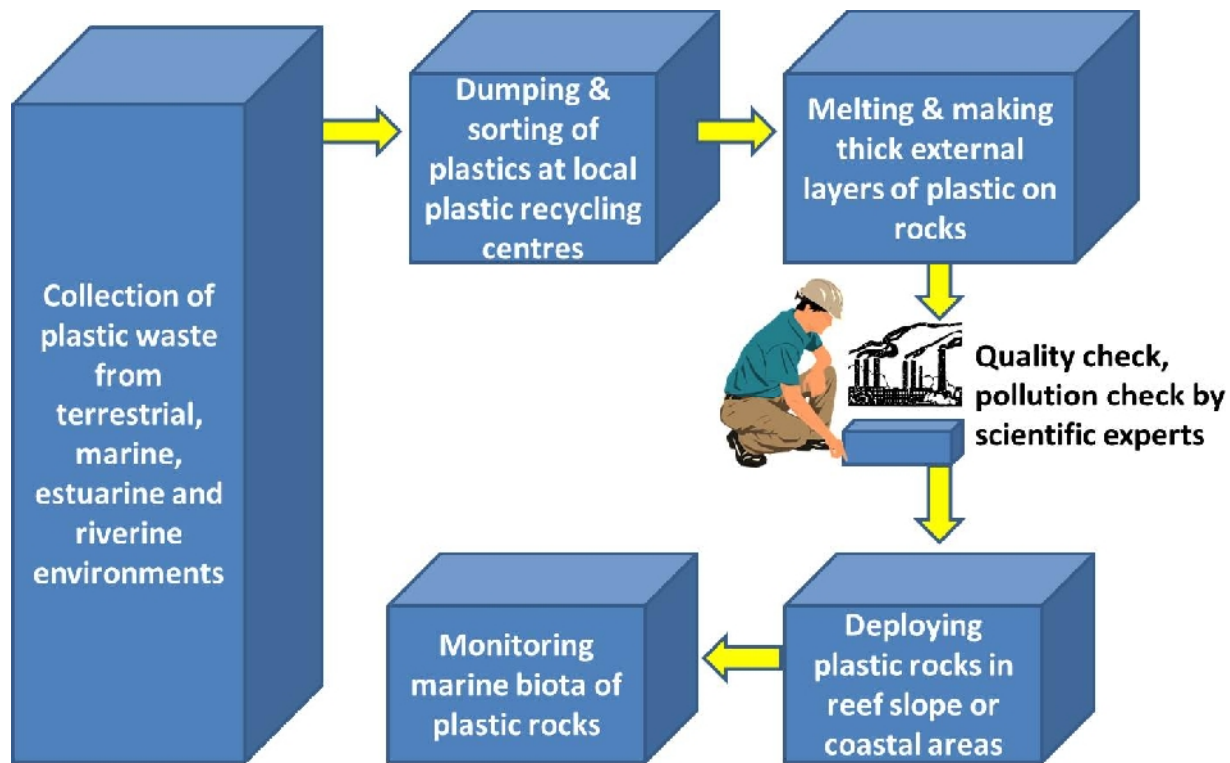 Collection of
plastic waste
from
terrestrial,
marine,
estuarine and
riverine
environments
Dumping &
sorting of
plastics at local
plastic recycling
centres
Melting & making
thick external
layers of plastic on
rocks
Quality check,
pollution check by
scientific experts
Deploying
plastic rocks in
reef slope or
coastal areas
Monitoring
marine biota of
plastic rocks